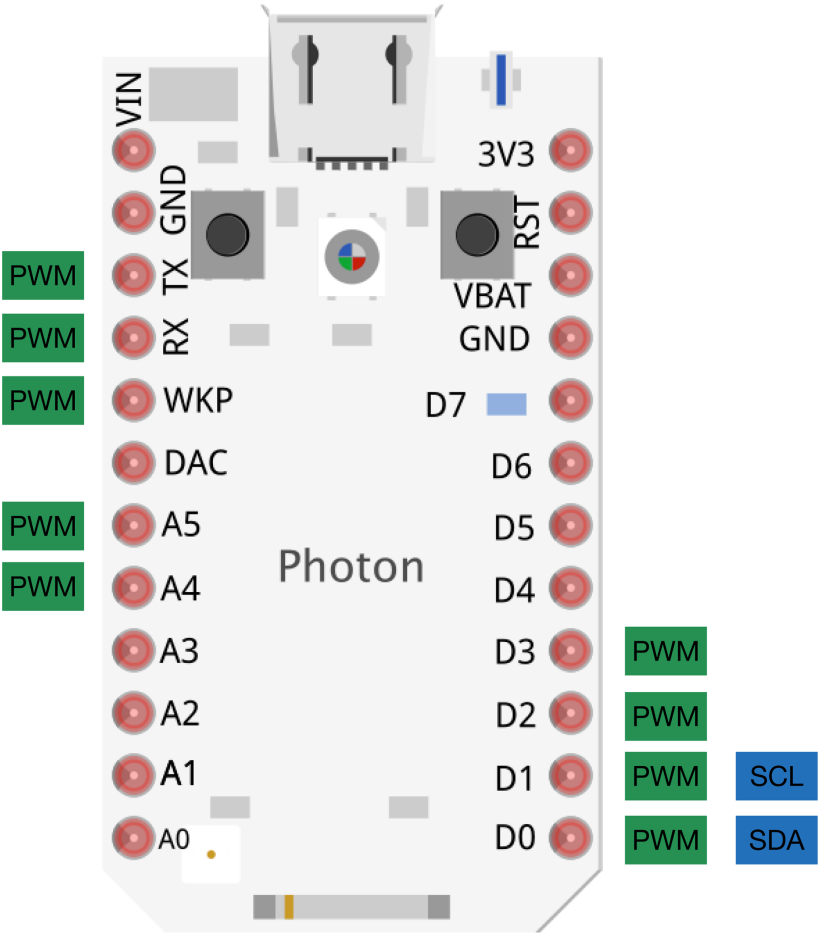 VIN
3V3
GND
RST
PWM
TX
VBAT
PWM
RX
GND
PWM
WKP
D7
DAC
D6
PWM
A5
D5
Photon
PWM
A4
D4
A3
D3
PWM
A2
D2
PWM
A1
D1
PWM
SCL
A0
D0
PWM
SDA